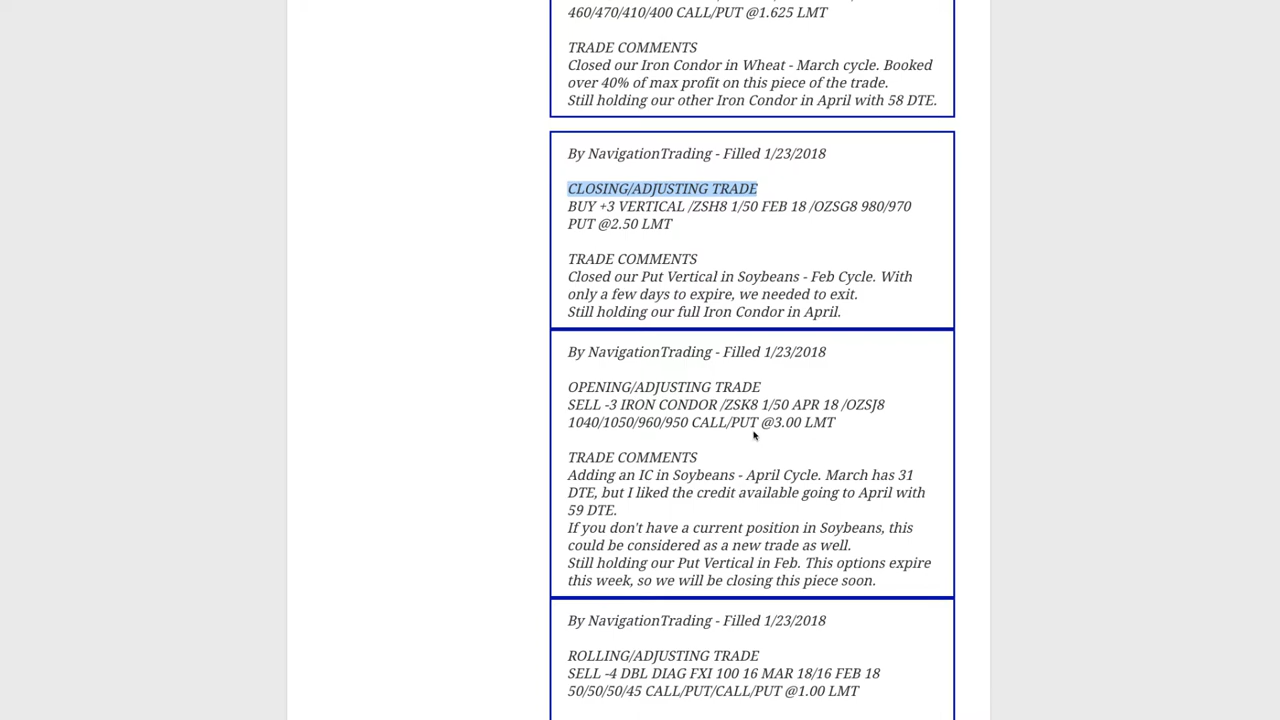 460/470/410/400 CALL/PUT @1.625 LMT
TRADE COMMENTS
Closed our Iron Condor in Wheat - March cycle. Booked
over 40% of max profit on this piece of the trade.
Still holding our other Iron Condor in April with 58 DTE.
By NavigationTrading - Filled 1/23/2018
CLOSING/ADJUSTING TRADE
BUY +3 VERTICAL /ZSH8 1/50 FEB 18 /OZSG8 980/970
PUT @2.50 LMT
TRADE COMMENTS
Closed our Put Vertical in Soybeans - Feb Cycle. With
only a few days to expire, we needed to exit.
Still holding our full Iron Condor in April.
By NavigationTrading - Filled 1/23/2018
OPENING/ADJUSTING TRADE
SELL -3 IRON CONDOR /ZSK8 1/50 APR 18 /OZSJ8
1040/1050/960/950 CALL/PUT @3.00 LMT
TRADE COMMENTS
Adding an IC in Soybeans - April Cycle. March has 31
DTE, but I liked the credit available going to April with
59 DTE.
If you don't have a current position in Soybeans, this
could be considered as a new trade as well.
Still holding our Put Vertical in Feb. This options expire
this week, so we will be closing this piece soon.
By NavigationTrading - Filled 1/23/2018
ROLLING/ADJUSTING TRADE
SELL -4 DBL DIAG FXI 100 16 MAR 18/16 FEB 18
50/50/50/45 CALL/PUT/CALL/PUT @1.00 LMT